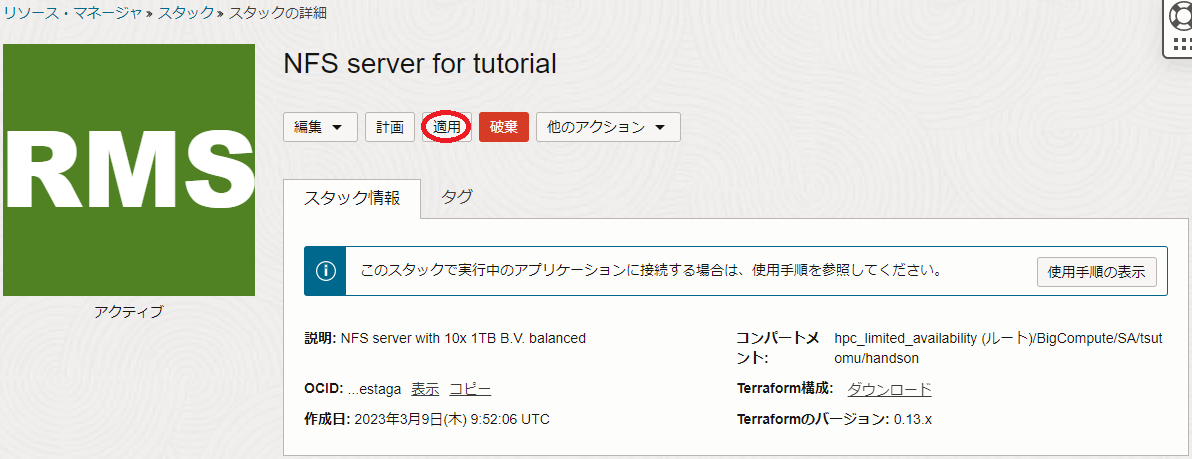 リソース・マネージャ » スタック » スタックの詳細
RMS
アクティブ
NFS server for tutorial
編集 計画 適用 破棄 他のアクション
スタック情報 タグ
このスタックで実行中のアプリケーションに接続する場合は、使用手順を参照してください。 使用手順の表示
説明: NFS server with 10x 1TB B.V. balanced
OCID: ...estaga 表示 コピー
作成日: 2023年3月9日(木) 9:52:06 UTC
コンパートメ hpc_limited_availability (ルート)/BigCompute/SA/tsut
ント: omu/handson
Terraform構成: ダウンロード
Terraformのバージョン: 0.13.x